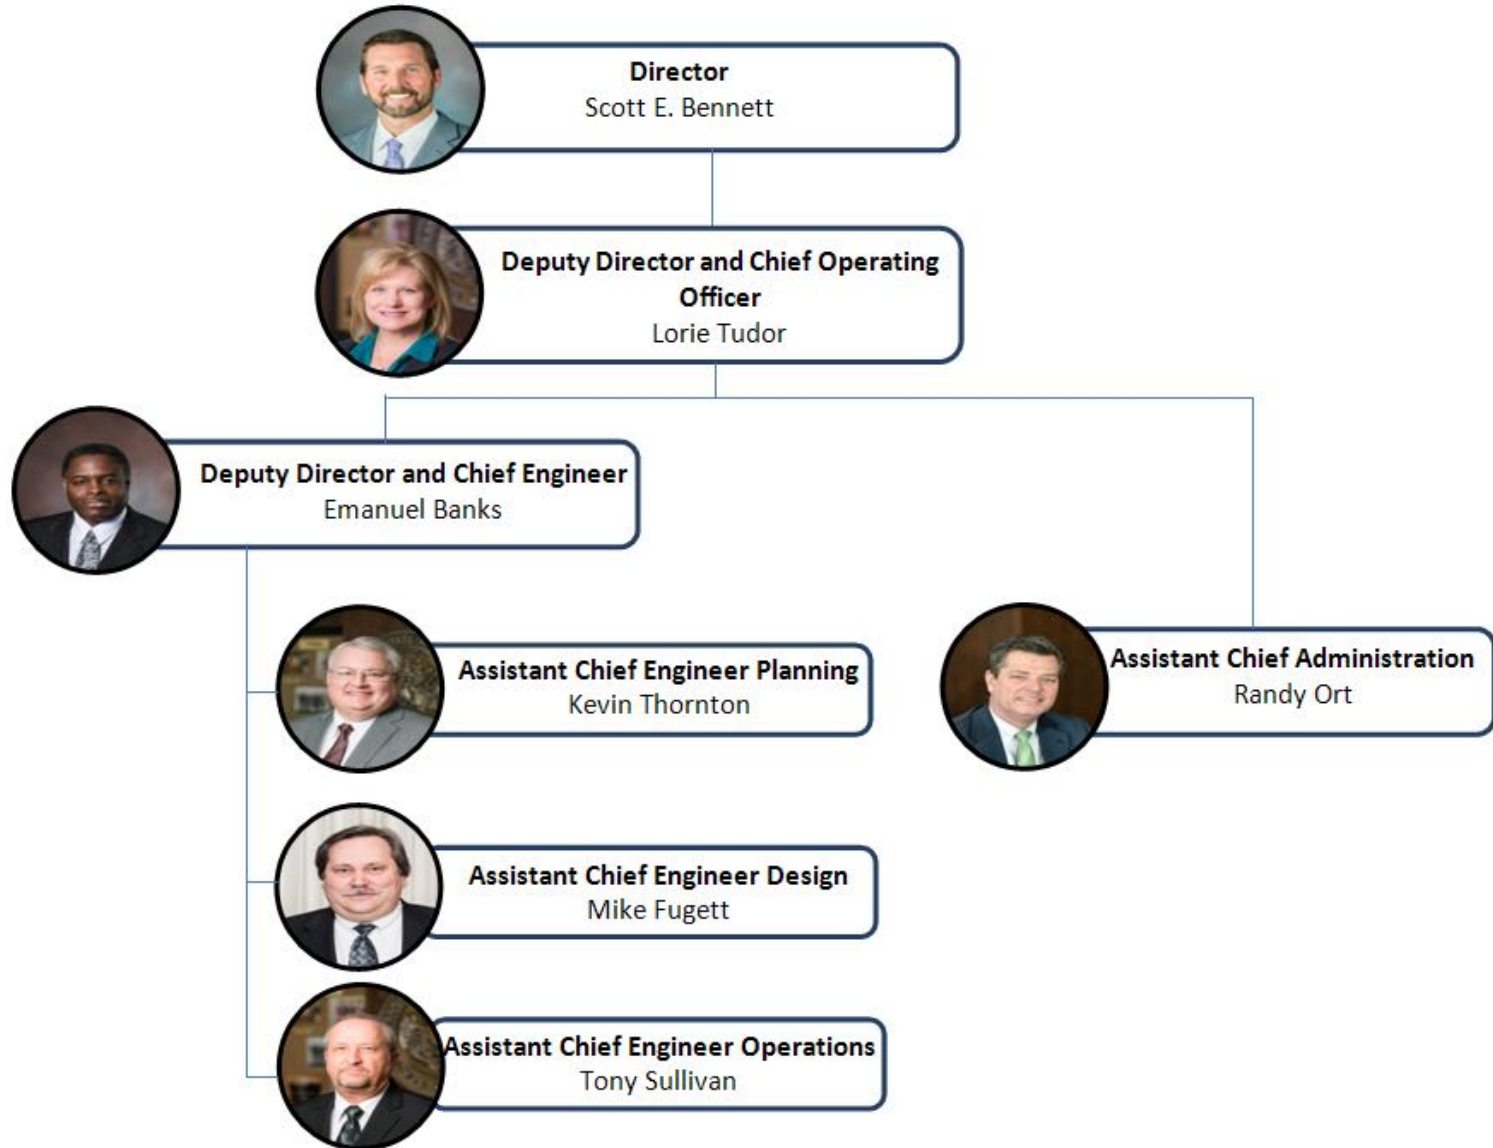 Director
Scott E. Bennett
Deputy Director and Chief Operating
Officer
Lorie Tudor
Deputy Director and Chief Engineer
Emanuel Banks
Assistant Chief Engineer Planning
Kevin Thornton
Assistant Chief Administration
Randy Ort
Assistant Chief Engineer Design
Mike Fugett
Assistant Chief Engineer Operations
Tony Sullivan